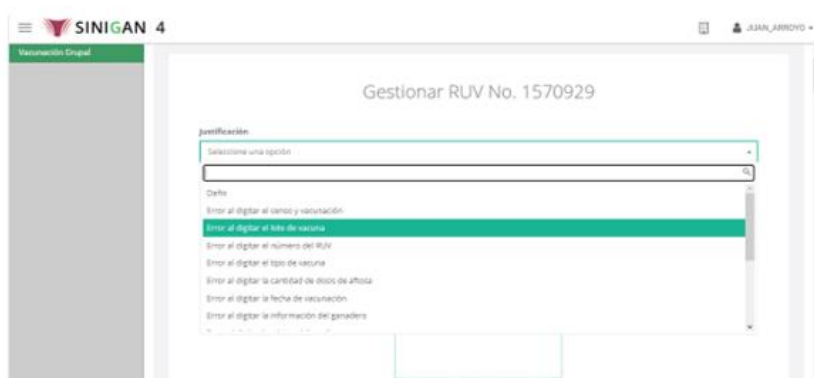 SINIGAN 4
JUAN_ARROYO
Vacunación Grupal
Gestionar RUV No. 1570929
Justificación
Seleccione una opción
Daño
Error al digitar el censo y vacunación
Error al digitar el lote de vacuna
Error al digitar el número del RUV
Error al digitar el tipo de vacuna
Error al digitar la cantidad de dosis de aftosa
Error al digitar la fecha de vacunación
Error al digitar la información del ganadero